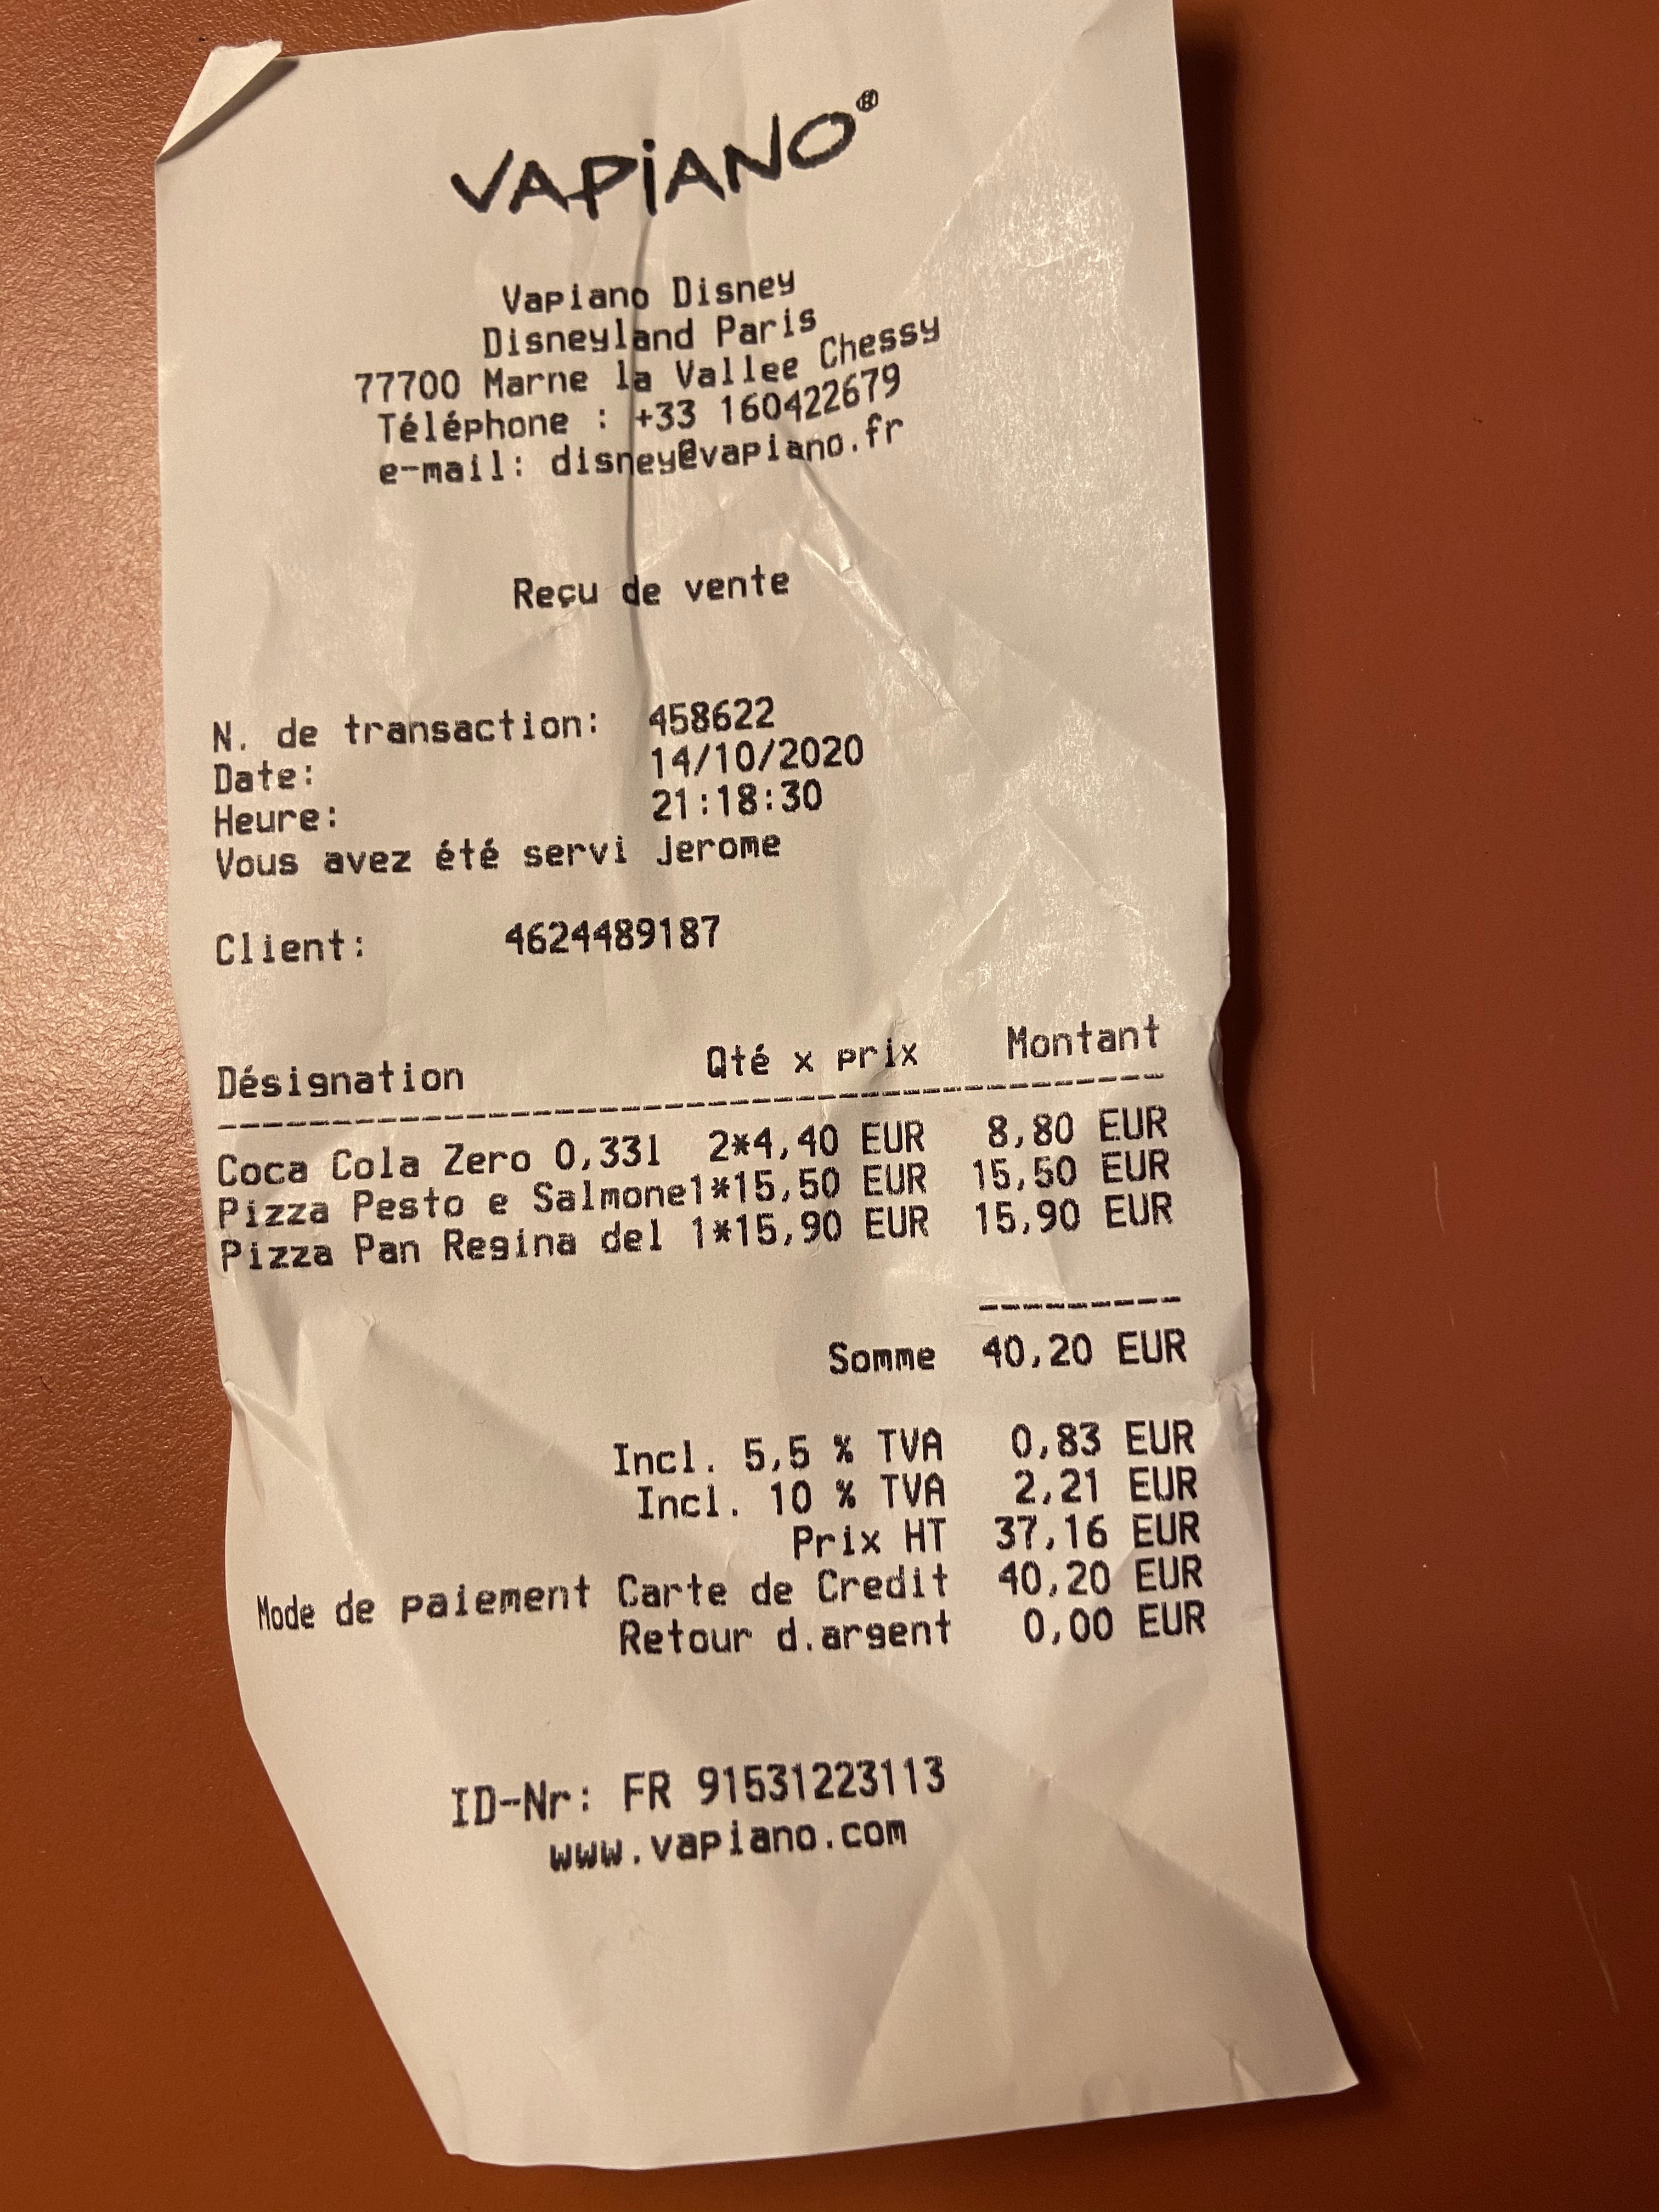 VAPiANO®
Vapiano Disney
Disneyland Paris
77700 Marne la Vallee Chessy
Téléphone : +33 160422679
e-mail: disney@vapiano.fr
Reçu de vente
N. de transaction: 458622
Date: 14/10/2020
Heure: 21:18:30
Vous avez été servi jerome
Client: 4624489187
Désignation Qté x prix Montant
Coca Cola Zero 0,33l 2*4,40 EUR 8,80 EUR
Pizza Pesto e Salmone1*15,50 EUR 15,50 EUR
Pizza Pan Regina del 1*15,90 EUR 15,90 EUR
Somme 40,20 EUR
Incl. 5,5 % TVA 0,83 EUR
Incl. 10 % TVA 2,21 EUR
Prix HT 37,16 EUR
Mode de paiement Carte de Credit 40,20 EUR
Retour d.argent 0,00 EUR
ID-Nr: FR 91531223113
www.vapiano.com